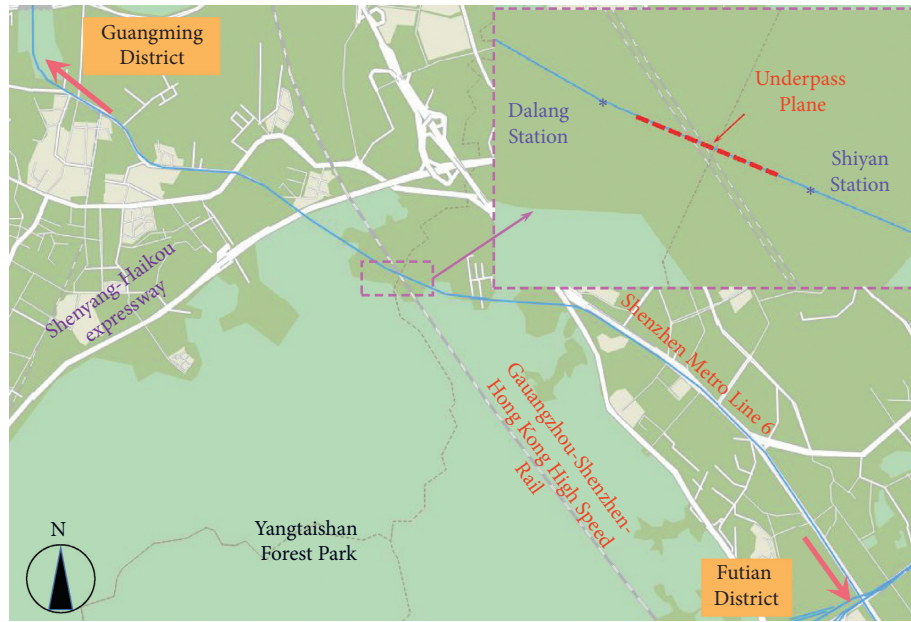 Guangming
District
Underpass
Plane
Dalang
Station
*
*
Shiyan
Station
Shenyang-Haikou
expressway
Shenzhen Metro Line 6
Gauangzhou-Shenzhen-
Hong Kong High Speed
Rail
N
Yangtaishan
Forest Park
Futian
District